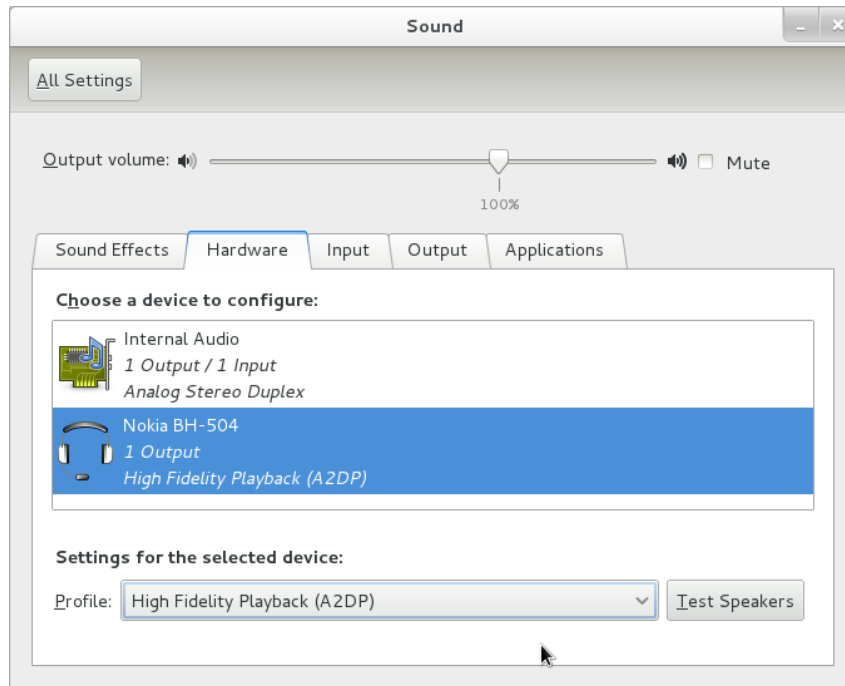 Sound
All Settings
Output volume: Mute
100%
Sound Effects Hardware Input Output Applications
Choose a device to configure:
Internal Audio
1 Output / 1 Input
Analog Stereo Duplex
Nokia BH-504
1 Output
High Fidelity Playback (A2DP)
Settings for the selected device:
Profile: High Fidelity Playback (A2DP) Test Speakers